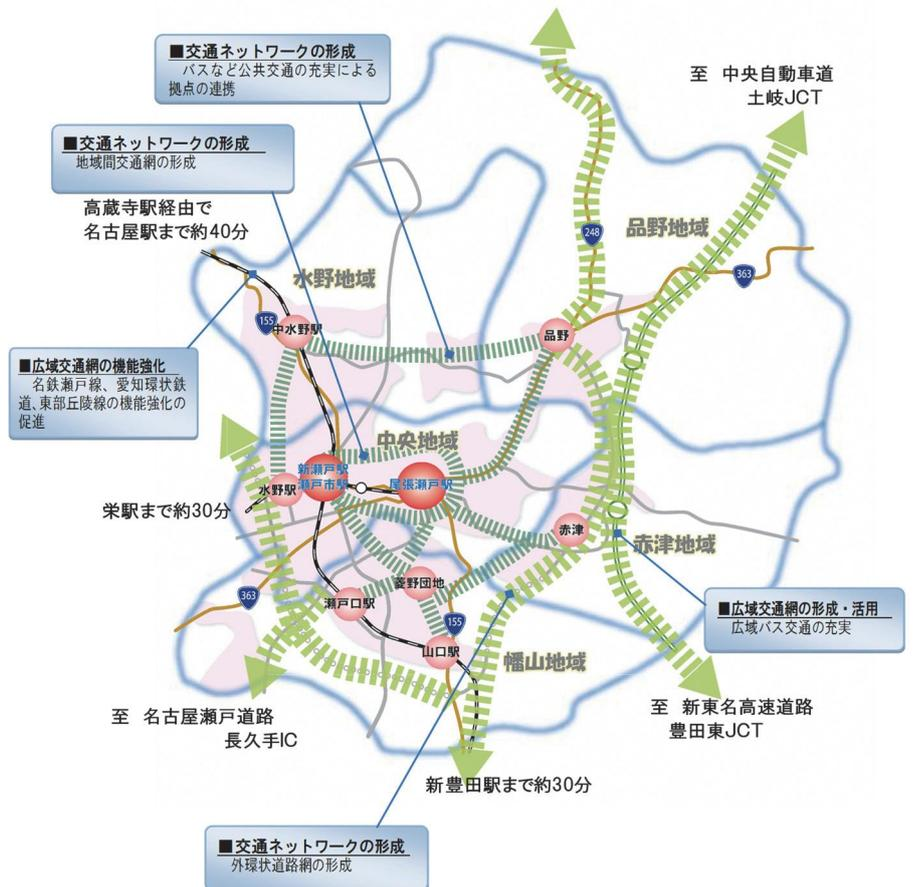 ■交通ネットワークの形成
バスなど公共交通の充実による
拠点の連携
至　中央自動車道
土岐JCT
■交通ネットワークの形成
地域間交通網の形成
高蔵寺駅経由で
名古屋駅まで約40分
248
品野地域
363
水野地域
155
中水野駅
品野
■広域交通網の機能強化
名鉄瀬戸線、愛知環状鉄
道、東部丘陵線の機能強化の
促進
中央地域
新瀬戸駅
瀬戸市駅
尾張瀬戸駅
水野駅
栄駅まで約30分
赤津
赤津地域
菱野団地
363
瀬戸口駅
155
■広域交通網の形成・活用
広域バス交通の充実
山口駅
幡山地域
至　名古屋瀬戸道路
長久手IC
至　新東名高速道路
豊田東JCT
新豊田駅まで約30分
■交通ネットワークの形成
外環状道路網の形成